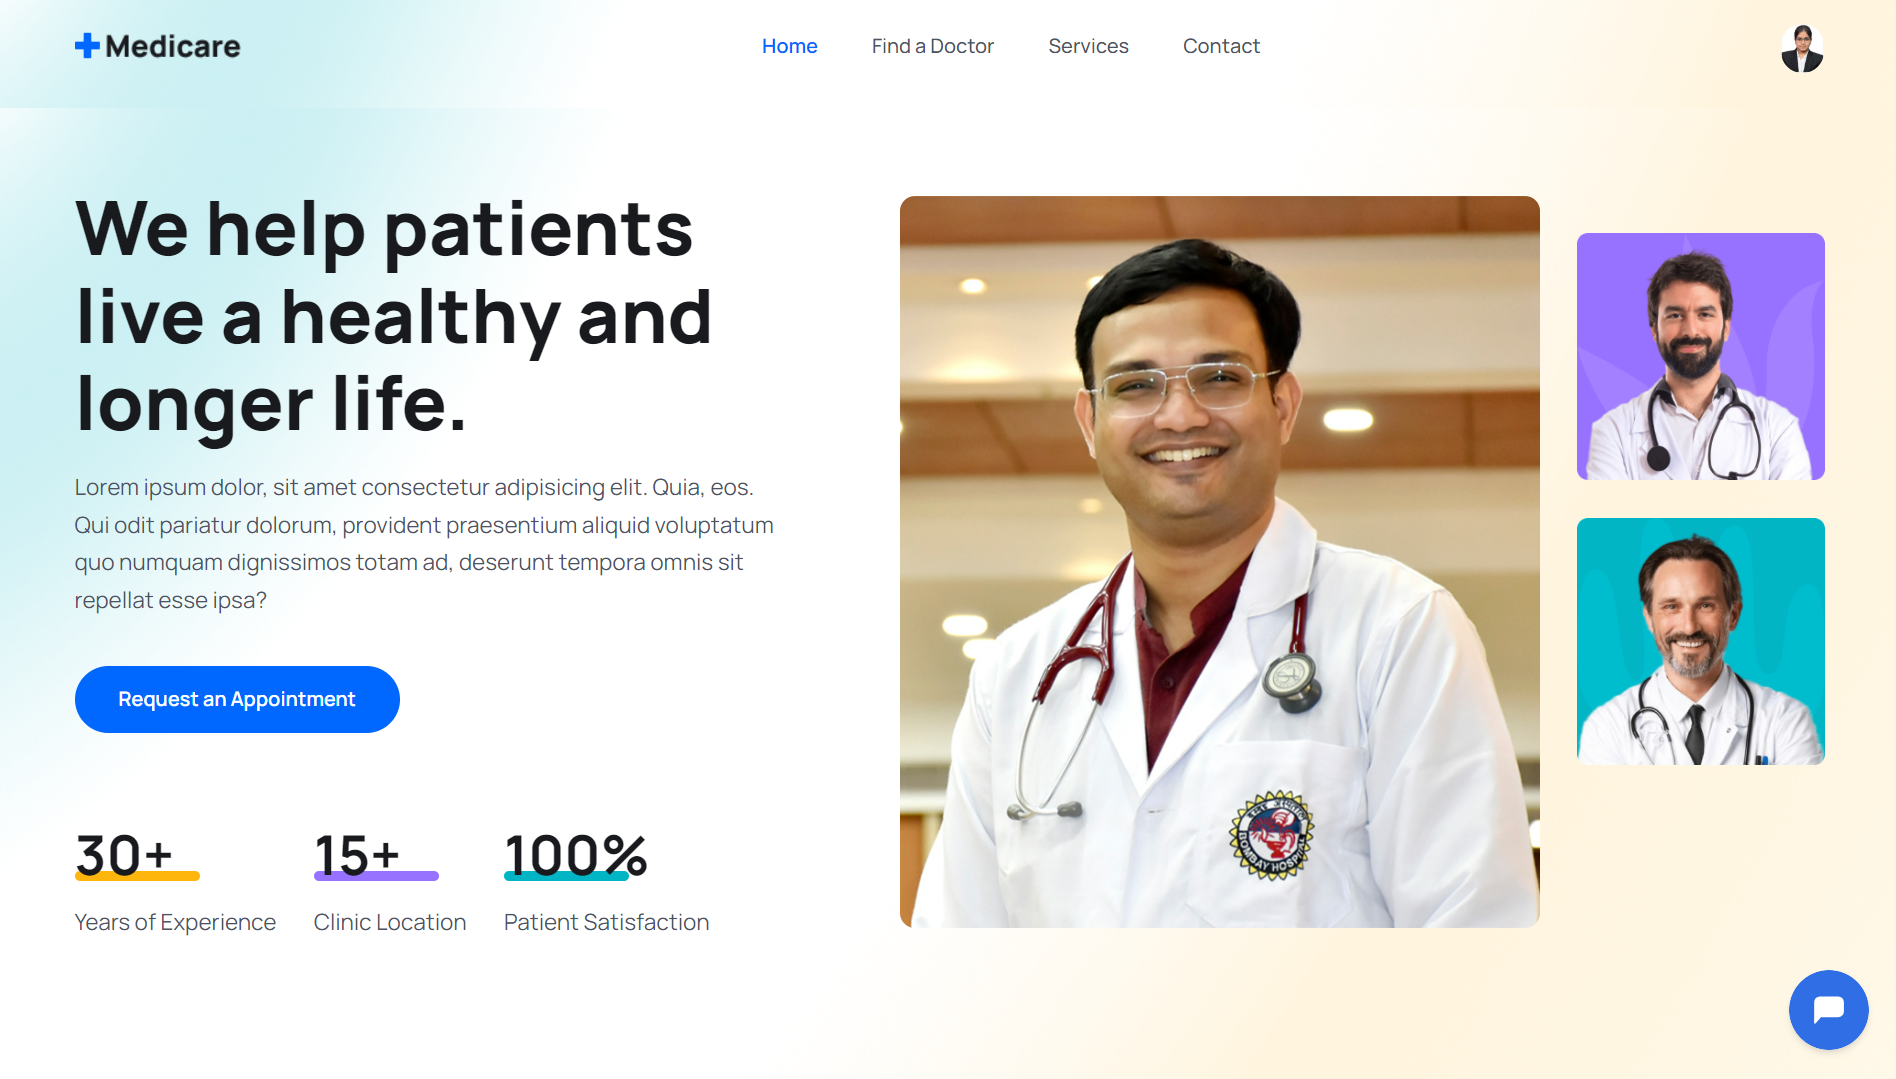 Medicare
Home
Find a Doctor
Services
Contact
We help patients
live a healthy and
longer life.
Lorem ipsum dolor, sit amet consectetur adipisicing elit. Quia, eos.
Qui odit pariatur dolorum, provident praesentium aliquid voluptatum
quo numquam dignissimos totam ad, deserunt tempora omnis sit
repellat esse ipsa?
Request an Appointment
30+
Years of Experience
15+
Clinic Location
100%
Patient Satisfaction
BOMBAY HOSPITAL